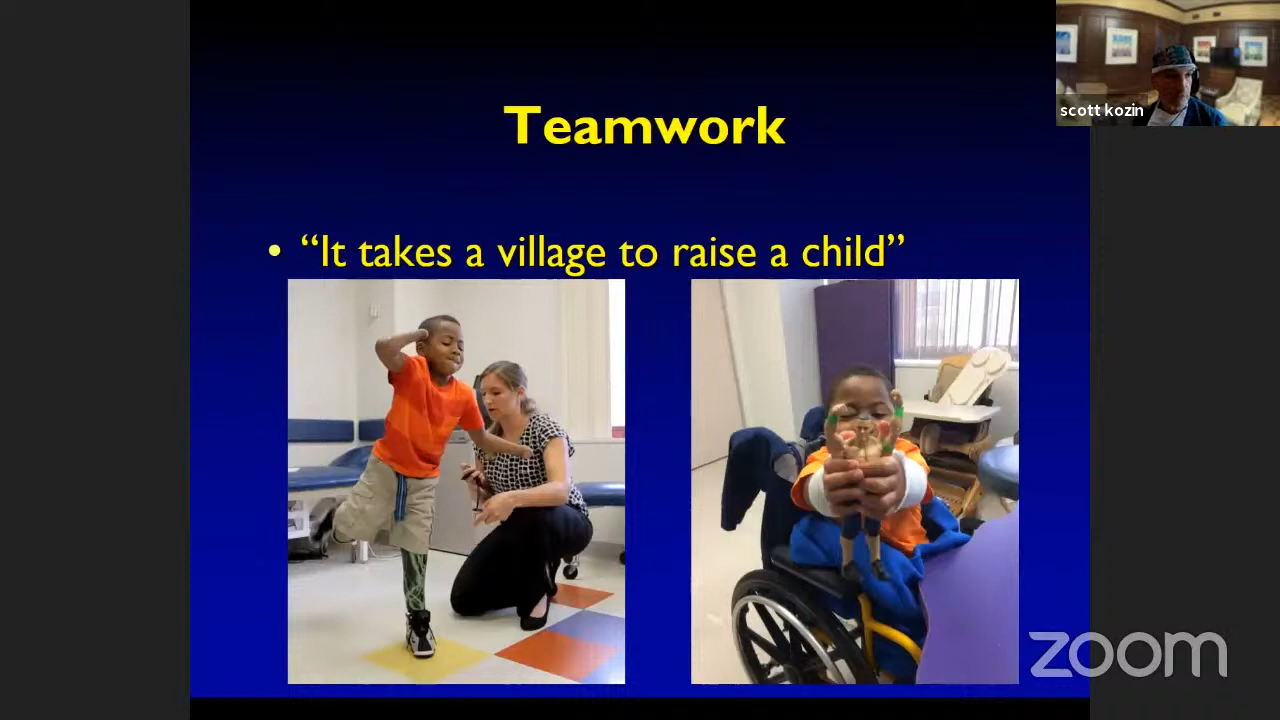 scott kozin
Teamwork
• “It takes a village to raise a child”
zoom